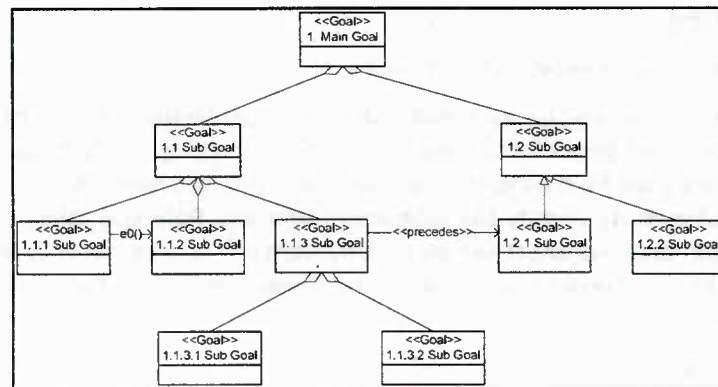 <<Goal>>
1 Main Goal
<<Goal>>
1.1 Sub Goal
<<Goal>>
1.2 Sub Goal
<<Goal>>
1.1.1 Sub Goal
e0()
<<Goal>>
1.1.2 Sub Goal
<<Goal>>
1.1.3 Sub Goal
<<precedes>>
<<Goal>>
1.2.1 Sub Goal
<<Goal>>
1.2.2 Sub Goal
<<Goal>>
1.1.3.1 Sub Goal
<<Goal>>
1.1.3.2 Sub Goal